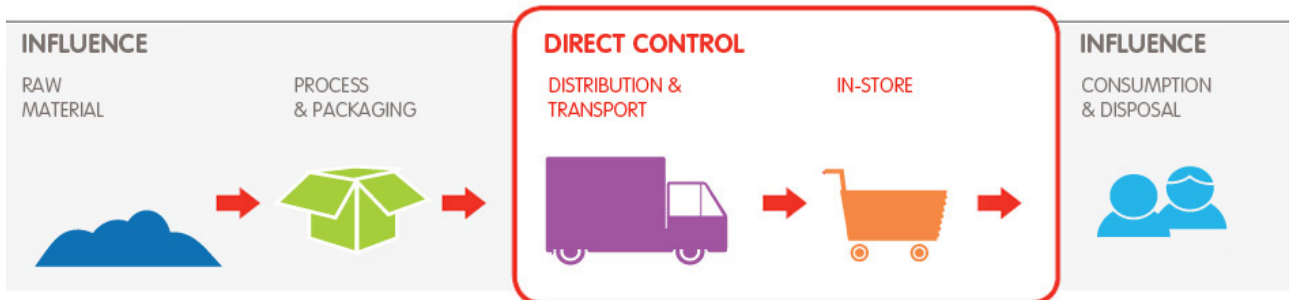 INFLUENCE
RAW
MATERIAL
PROCESS
& PACKAGING
DIRECT CONTROL
DISTRIBUTION &
TRANSPORT
IN-STORE
INFLUENCE
CONSUMPTION
& DISPOSAL